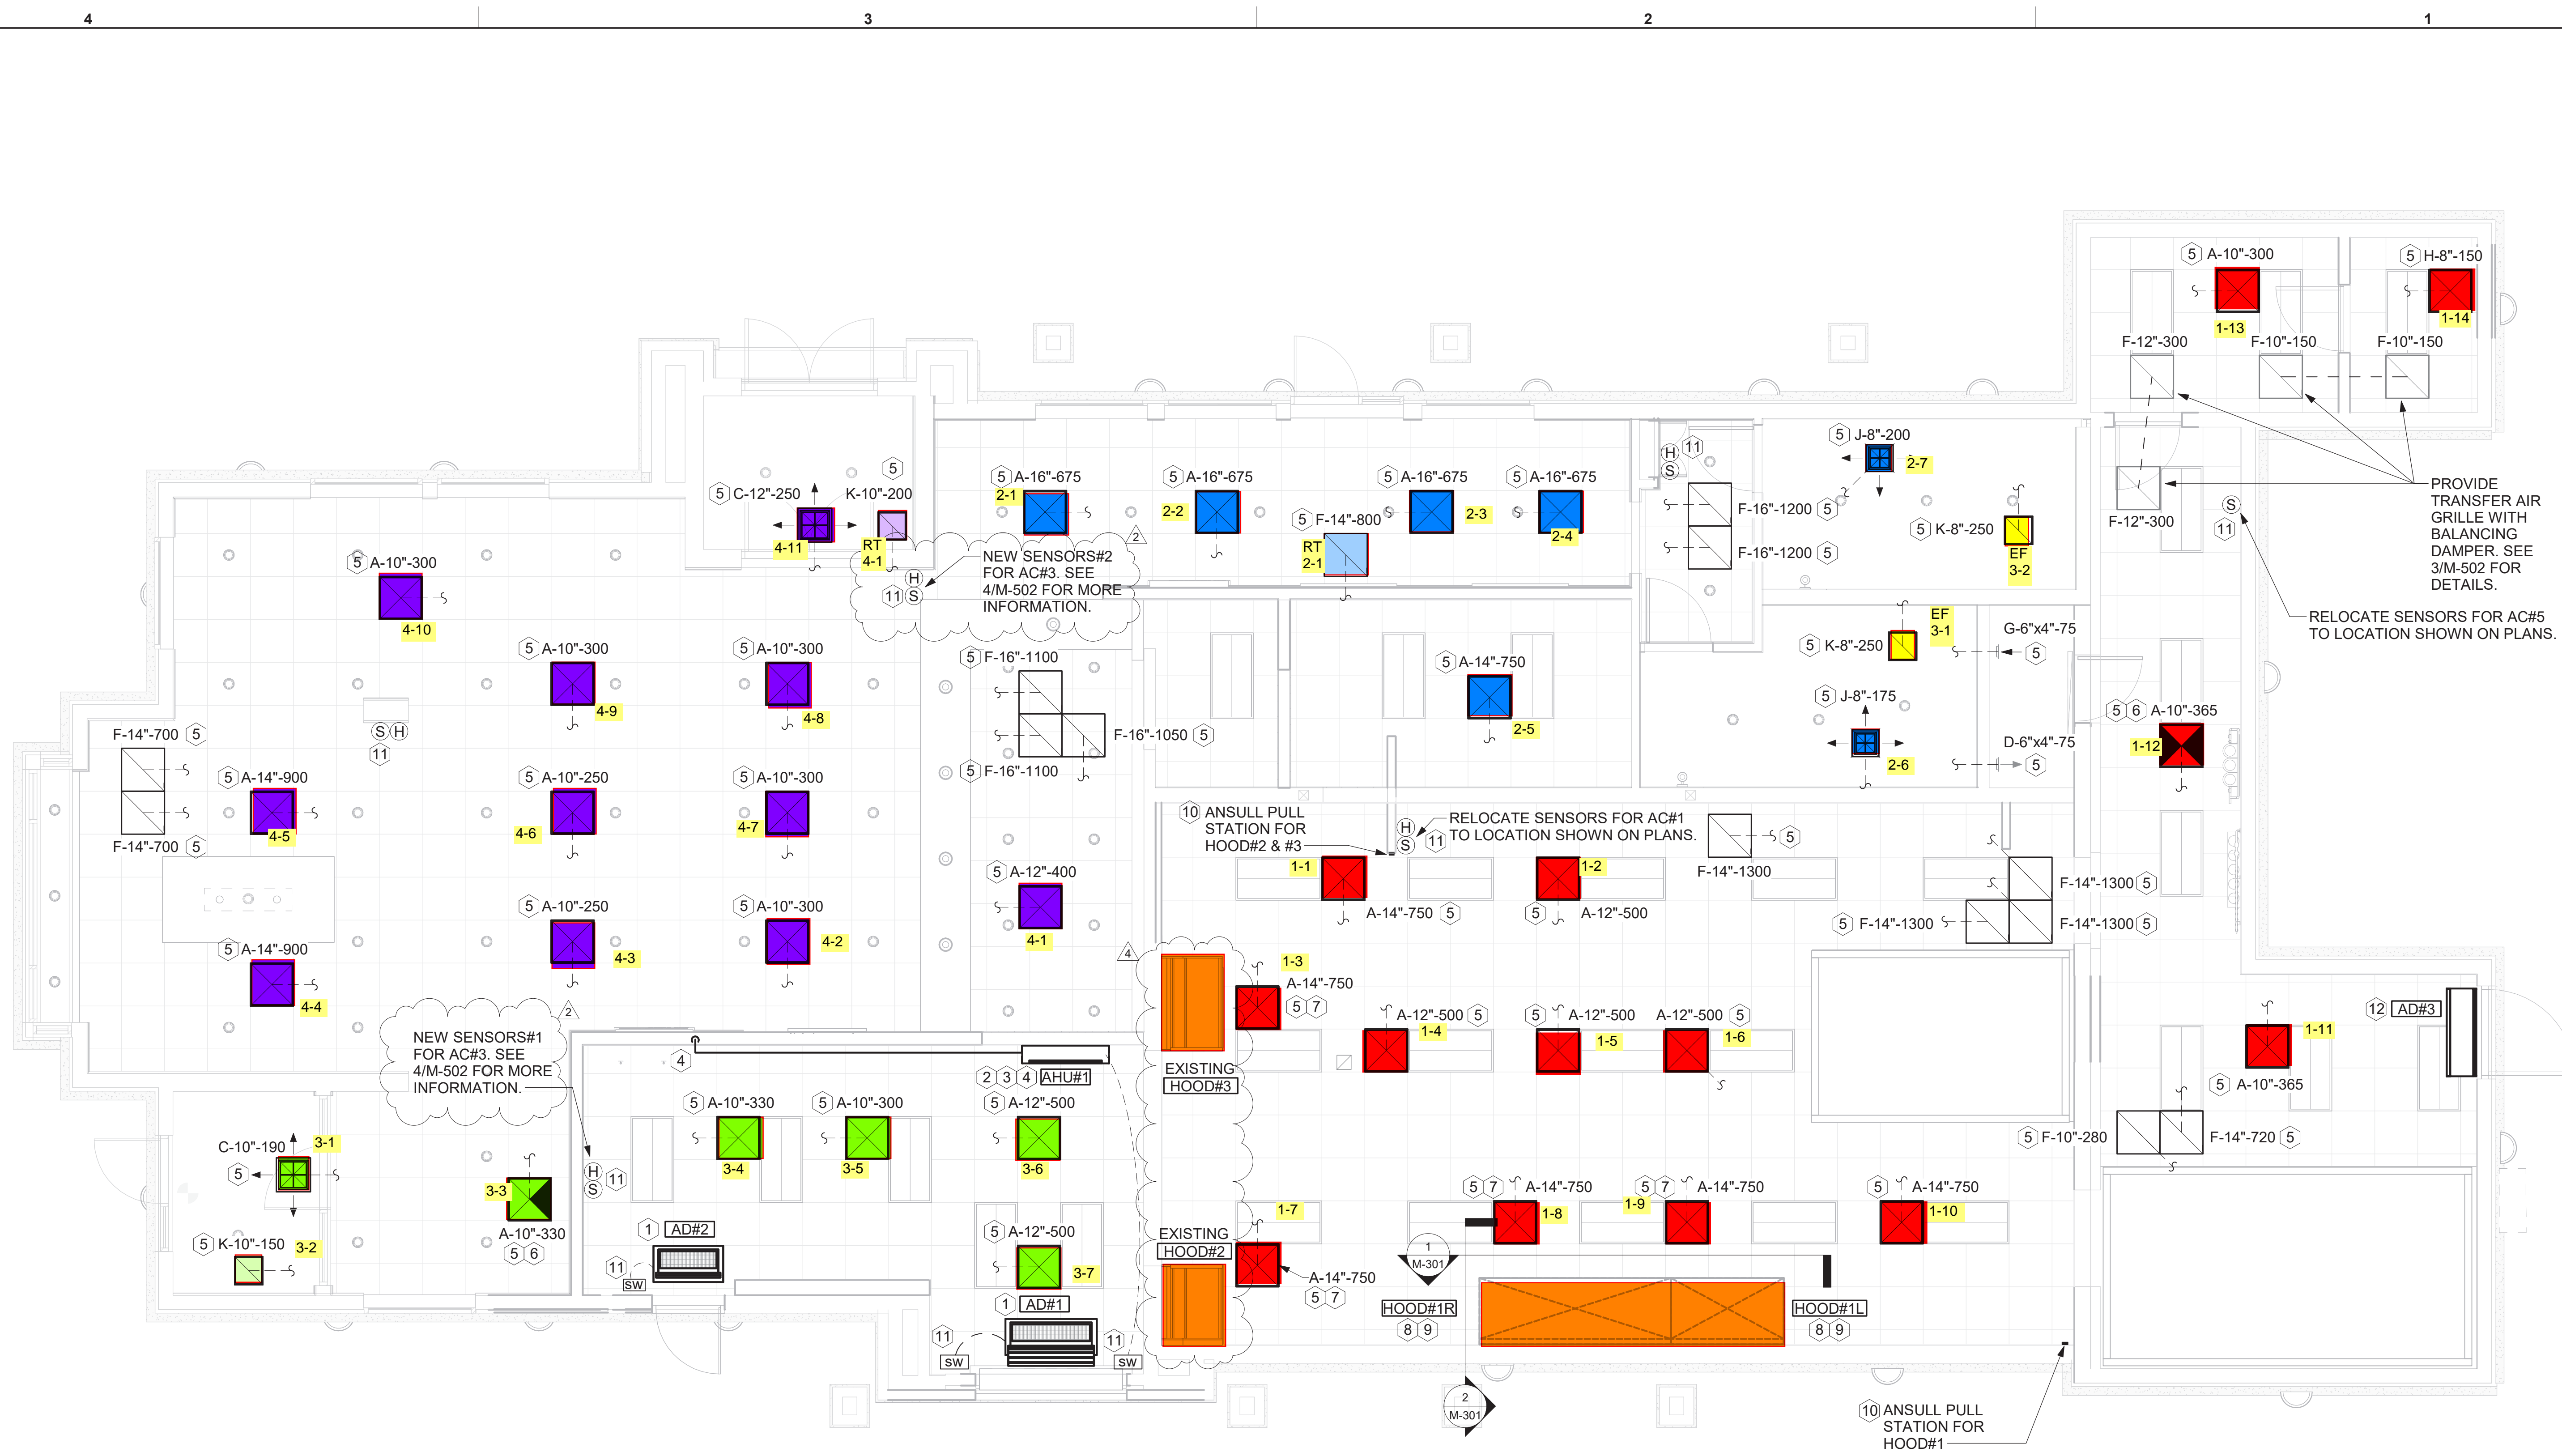 4
3
2
1
5 A-10"-300
1-13
5 H-8"-150
1-14
F-12"-300
F-10"-150
F-10"-150
F-12"-300
PROVIDE
TRANSFER AIR
GRILLE WITH
BALANCING
DAMPER. SEE
3/M-502 FOR
DETAILS.
S
11
RELOCATE SENSORS FOR AC#5
TO LOCATION SHOWN ON PLANS.
5 C-12"-250
4-11
5
K-10"-200
RT
4-1
5 A-16"-675
2-1
5 A-16"-675
2-2
5 A-16"-675
2-3
5 A-16"-675
2-4
5 F-14"-800
RT
2-1
H
S
11
F-16"-1200 5
F-16"-1200 5
5 J-8"-200
2-7
5 K-8"-250
EF
3-2
2
NEW SENSORS#2
FOR AC#3. SEE
4/M-502 FOR MORE
INFORMATION.
H
11 S
5 A-10"-300
4-10
5 A-10"-300
4-9
5 A-10"-300
4-8
S H
11
F-14"-700 5
F-14"-700 5
5 A-14"-900
4-5
5 A-10"-250
4-6
5 A-10"-300
4-7
5 A-14"-900
4-4
5 A-10"-250
4-3
5 A-10"-300
4-2
5 F-16"-1100
F-16"-1050 5
5 F-16"-1100
5 A-12"-400
4-1
5 A-14"-750
2-5
5 K-8"-250
EF
3-1
G-6"x4"-75
5
5 J-8"-175
2-6
D-6"x4"-75
5
5 6 A-10"-365
1-12
10 ANSULL PULL
STATION FOR
HOOD#2 & #3
H
S
11
RELOCATE SENSORS FOR AC#1
TO LOCATION SHOWN ON PLANS.
5
F-14"-1300
1-1
A-14"-750 5
1-2
5 A-12"-500
F-14"-1300 5
5 F-14"-1300
F-14"-1300 5
4
1-3
A-14"-750
5 7
A-12"-500 5
1-4
5 A-12"-500
1-5
A-12"-500 5
1-6
12 AD#3
1-11
5 A-10"-365
5 F-10"-280
F-14"-720 5
2
NEW SENSORS#1
FOR AC#3. SEE
4/M-502 FOR MORE
INFORMATION.
4
2 3 4 AHU#1
EXISTING
HOOD#3
5 A-10"-330
3-4
5 A-10"-300
3-5
5 A-12"-500
3-6
C-10"-190
3-1
5
3-3
A-10"-330
5 6
H
S
11
5 K-10"-150
3-2
1 AD#2
11
SW
5 A-12"-500
3-7
1 AD#1
11
SW
11
SW
EXISTING
HOOD#2
1-7
A-14"-750
5 7
5 7 A-14"-750
1-8
5 7 A-14"-750
1-9
5 A-14"-750
1-10
1
M-301
HOOD#1R
8 9
HOOD#1L
8 9
2
M-301
10 ANSULL PULL
STATION FOR
HOOD#1